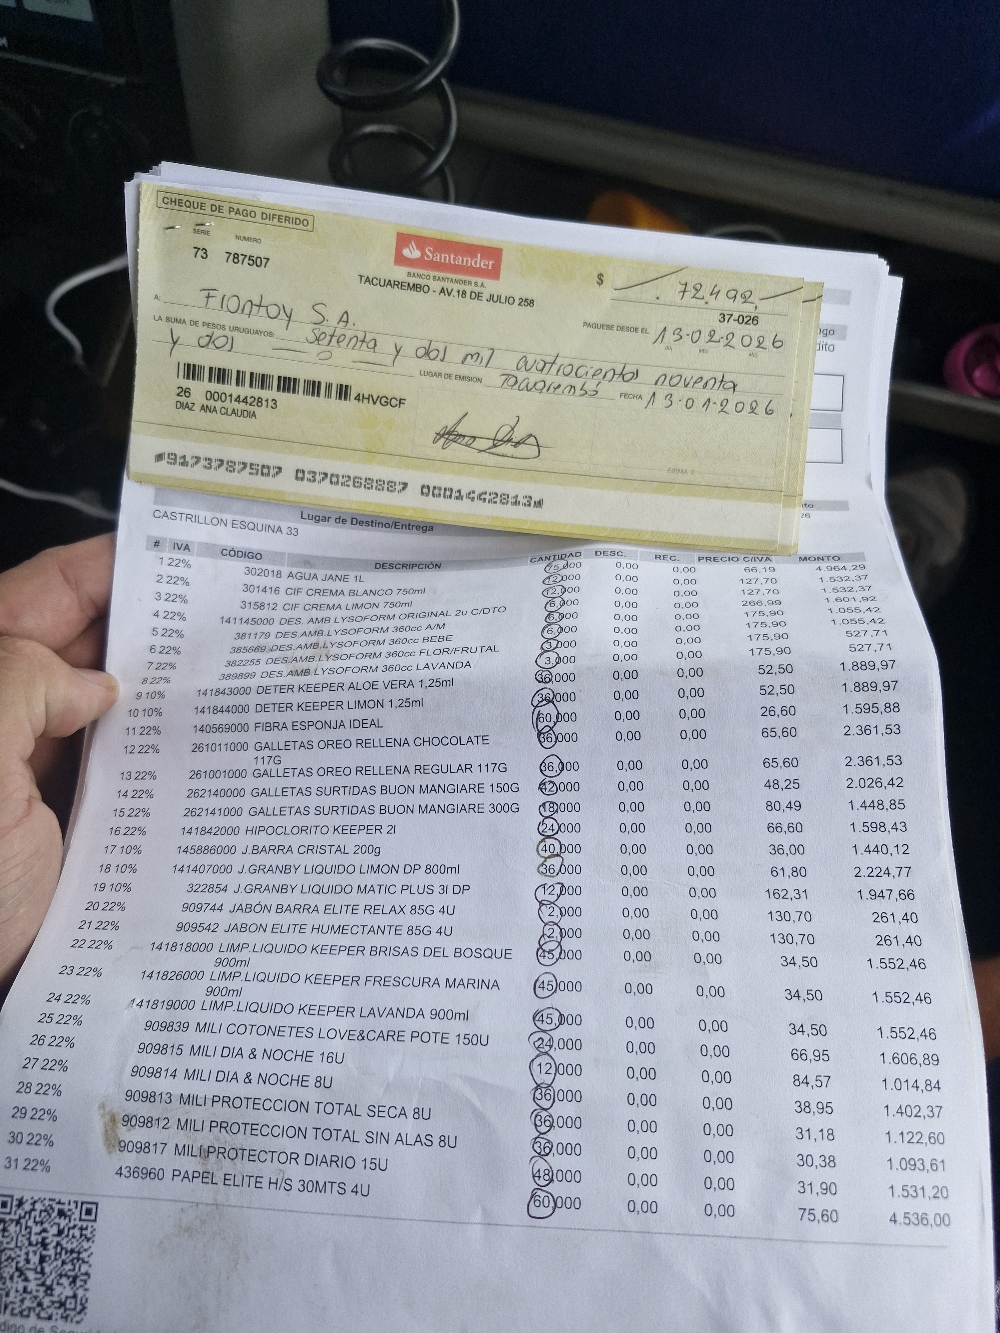 CHEQUE DE PAGO DIFERIDO
SERIE NUMERO
73 787507
Santander
BANCO SANTANDER S.A.
TACUAREMBO - AV.18 DE JULIO 258
$ 72.492
37-026
A: Frontoy S.A.
PAGUESE DESDE EL 13-02-2026
LA SUMA DE PESOS URUGUAYOS: Setenta y dos mil cuatrocientos noventa
y dos
LUGAR DE EMISION Tacuarembó FECHA 13-01-2026
4HVGCF
26 0001442813
DIAZ ANA CLAUDIA
FIRMA
9173787507 0370268887 0001442813
Lugar de Destino/Entrega
CASTRILLON ESQUINA 33
# IVA CÓDIGO DESCRIPCIÓN CANTIDAD DESC. REC. PRECIO C/IVA MONTO
1 22% 302018 AGUA JANE 1L 75,000 0,00 0,00 66,19 4.964,29
2 22% 301416 CIF CREMA BLANCO 750ml 12,000 0,00 0,00 127,70 1.532,37
3 22% 315812 CIF CREMA LIMON 750ml 12,000 0,00 0,00 127,70 1.532,37
4 22% 141145000 DES. AMB LYSOFORM ORIGINAL 2u C/DTO 6,000 0,00 0,00 266,99 1.601,92
5 22% 381179 DES.AMB.LYSOFORM 360cc A/M 6,000 0,00 0,00 175,90 1.055,42
6 22% 385669 DES.AMB.LYSOFORM 360cc BEBE 6,000 0,00 0,00 175,90 1.055,42
7 22% 382255 DES.AMB.LYSOFORM 360cc FLOR/FRUTAL 3,000 0,00 0,00 175,90 527,71
8 22% 389899 DES.AMB.LYSOFORM 360cc LAVANDA 3,000 0,00 0,00 175,90 527,71
9 10% 141843000 DETER KEEPER ALOE VERA 1,25ml 36,000 0,00 0,00 52,50 1.889,97
10 10% 141844000 DETER KEEPER LIMON 1,25ml 36,000 0,00 0,00 52,50 1.889,97
11 22% 140569000 FIBRA ESPONJA IDEAL 60,000 0,00 0,00 26,60 1.595,88
12 22% 261011000 GALLETAS OREO RELLENA CHOCOLATE 36,000 0,00 0,00 65,60 2.361,53
117G
13 22% 261001000 GALLETAS OREO RELLENA REGULAR 117G 36,000 0,00 0,00 65,60 2.361,53
14 22% 262140000 GALLETAS SURTIDAS BUON MANGIARE 150G 42,000 0,00 0,00 48,25 2.026,42
15 22% 262141000 GALLETAS SURTIDAS BUON MANGIARE 300G 18,000 0,00 0,00 80,49 1.448,85
16 22% 141842000 HIPOCLORITO KEEPER 2l 24,000 0,00 0,00 66,60 1.598,43
17 10% 145886000 J.BARRA CRISTAL 200g 40,000 0,00 0,00 36,00 1.440,12
18 10% 141407000 J.GRANBY LIQUIDO LIMON DP 800ml 36,000 0,00 0,00 61,80 2.224,77
19 10% 322854 J.GRANBY LIQUIDO MATIC PLUS 3l DP 12,000 0,00 0,00 162,31 1.947,66
20 22% 909744 JABÓN BARRA ELITE RELAX 85G 4U 2,000 0,00 0,00 130,70 261,40
21 22% 909542 JABON ELITE HUMECTANTE 85G 4U 2,000 0,00 0,00 130,70 261,40
22 22% 141818000 LIMP.LIQUIDO KEEPER BRISAS DEL BOSQUE 45,000 0,00 0,00 34,50 1.552,46
900ml
23 22% 141826000 LIMP.LIQUIDO KEEPER FRESCURA MARINA 45,000 0,00 0,00 34,50 1.552,46
900ml
24 22% 141819000 LIMP.LIQUIDO KEEPER LAVANDA 900ml 45,000 0,00 0,00 34,50 1.552,46
25 22% 909839 MILI COTONETES LOVE&CARE POTE 150U 24,000 0,00 0,00 66,95 1.606,89
26 22% 909815 MILI DIA & NOCHE 16U 12,000 0,00 0,00 84,57 1.014,84
27 22% 909814 MILI DIA & NOCHE 8U 36,000 0,00 0,00 38,95 1.402,37
28 22% 909813 MILI PROTECCION TOTAL SECA 8U 36,000 0,00 0,00 31,18 1.122,60
29 22% 909812 MILI PROTECCION TOTAL SIN ALAS 8U 36,000 0,00 0,00 30,38 1.093,61
30 22% 909817 MILI PROTECTOR DIARIO 15U 48,000 0,00 0,00 31,90 1.531,20
31 22% 436960 PAPEL ELITE H/S 30MTS 4U 60,000 0,00 0,00 75,60 4.536,00